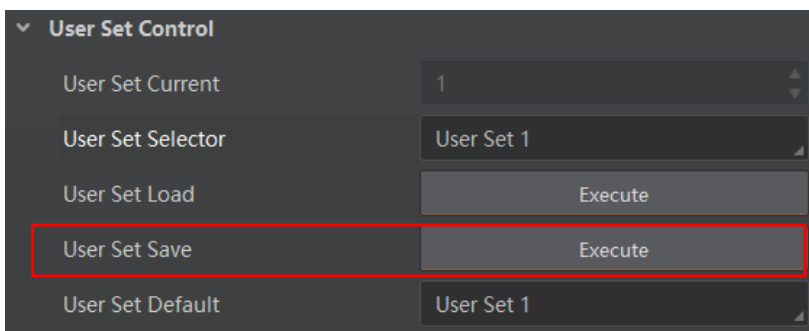 User Set Control
User Set Current 1
User Set Selector User Set 1
User Set Load Execute
User Set Save Execute
User Set Default User Set 1